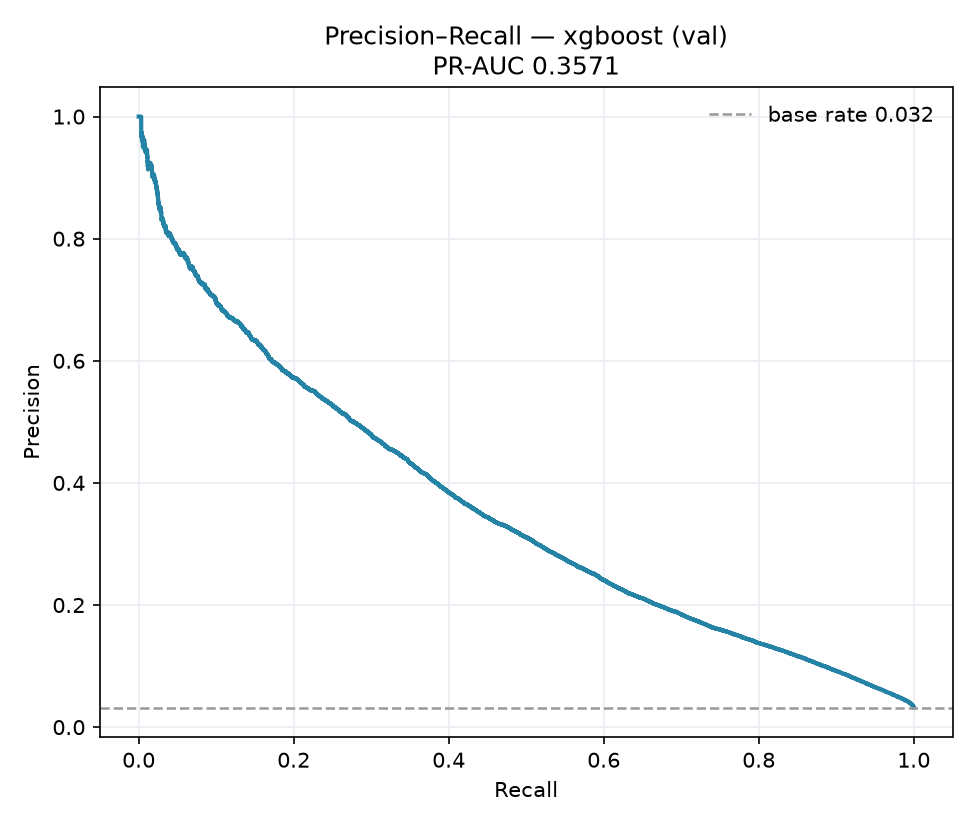 Precision–Recall — xgboost (val)
PR-AUC 0.3571
base rate 0.032
Precision
1.0
0.8
0.6
0.4
0.2
0.0
0.0 0.2 0.4 0.6 0.8 1.0
Recall